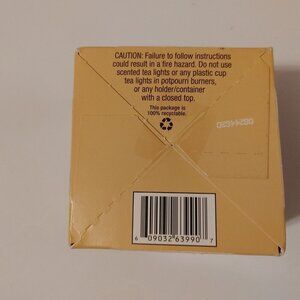 CAUTION: Failure to follow instructions
could result in a fire hazard. Do not use
scented tea lights or any plastic cup
tea lights in potpourri burners,
or any holder/container
with a closed top.
This package is
100% recyclable.
6 09032 63990 7